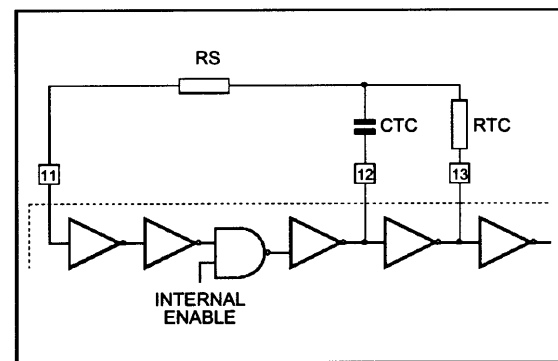 RS
CTC
RTC
11
12
13
INTERNAL
ENABLE